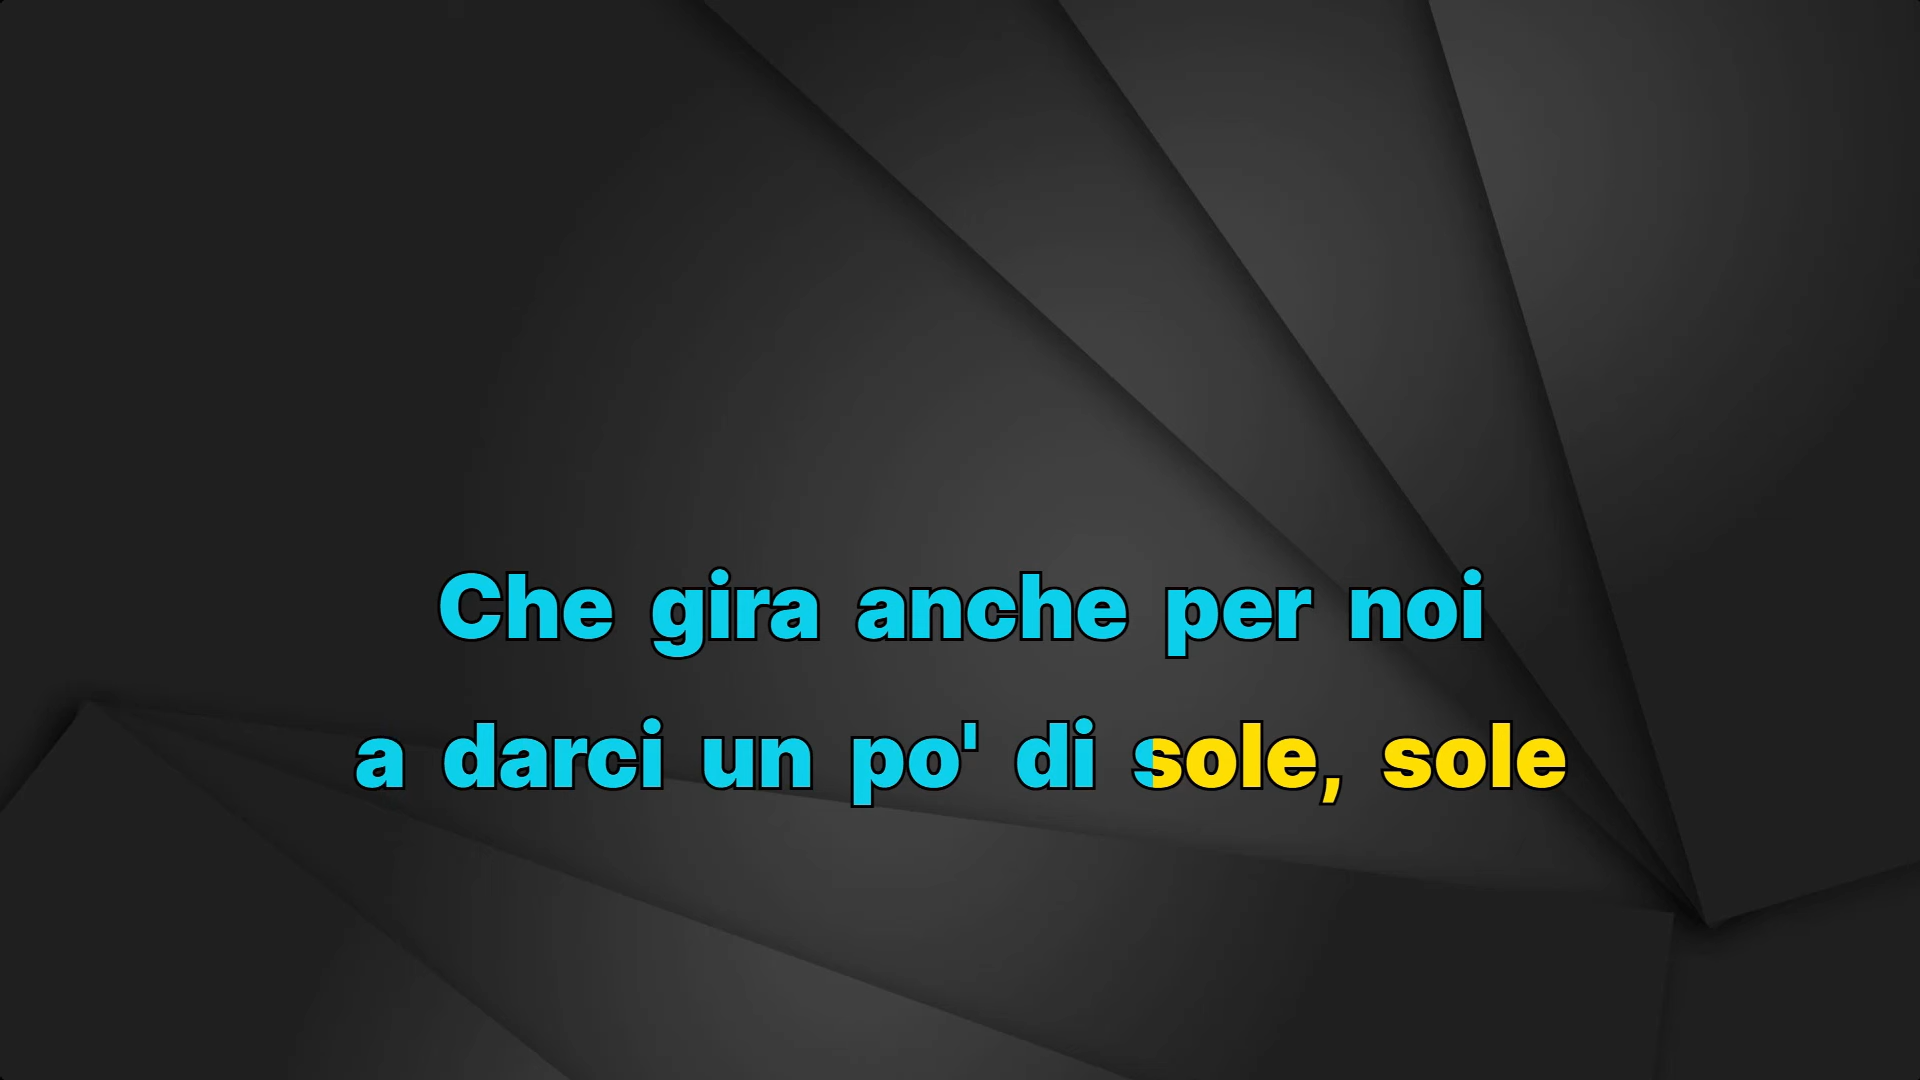 Che gira anche per noi
a darci un po' di sole, sole